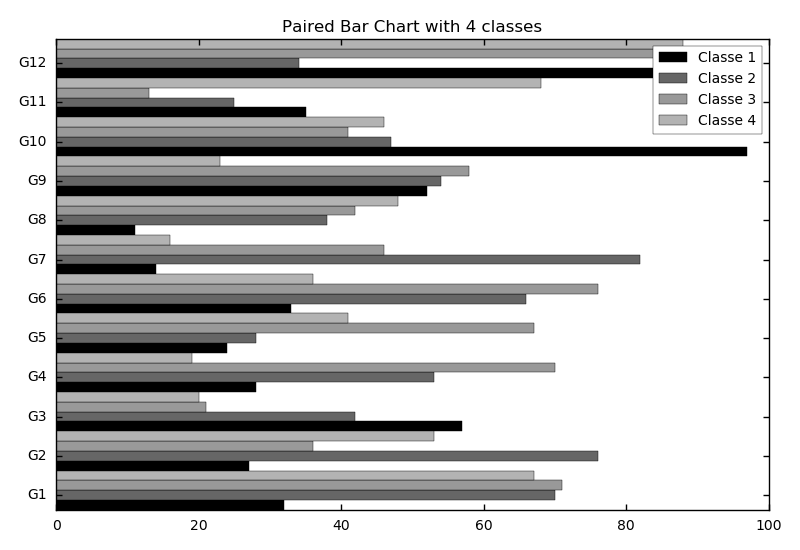 Paired Bar Chart with 4 classes
G12
G11
G10
G9
G8
G7
G6
G5
G4
G3
G2
G1
Classe 1
Classe 2
Classe 3
Classe 4
0 20 40 60 80 100